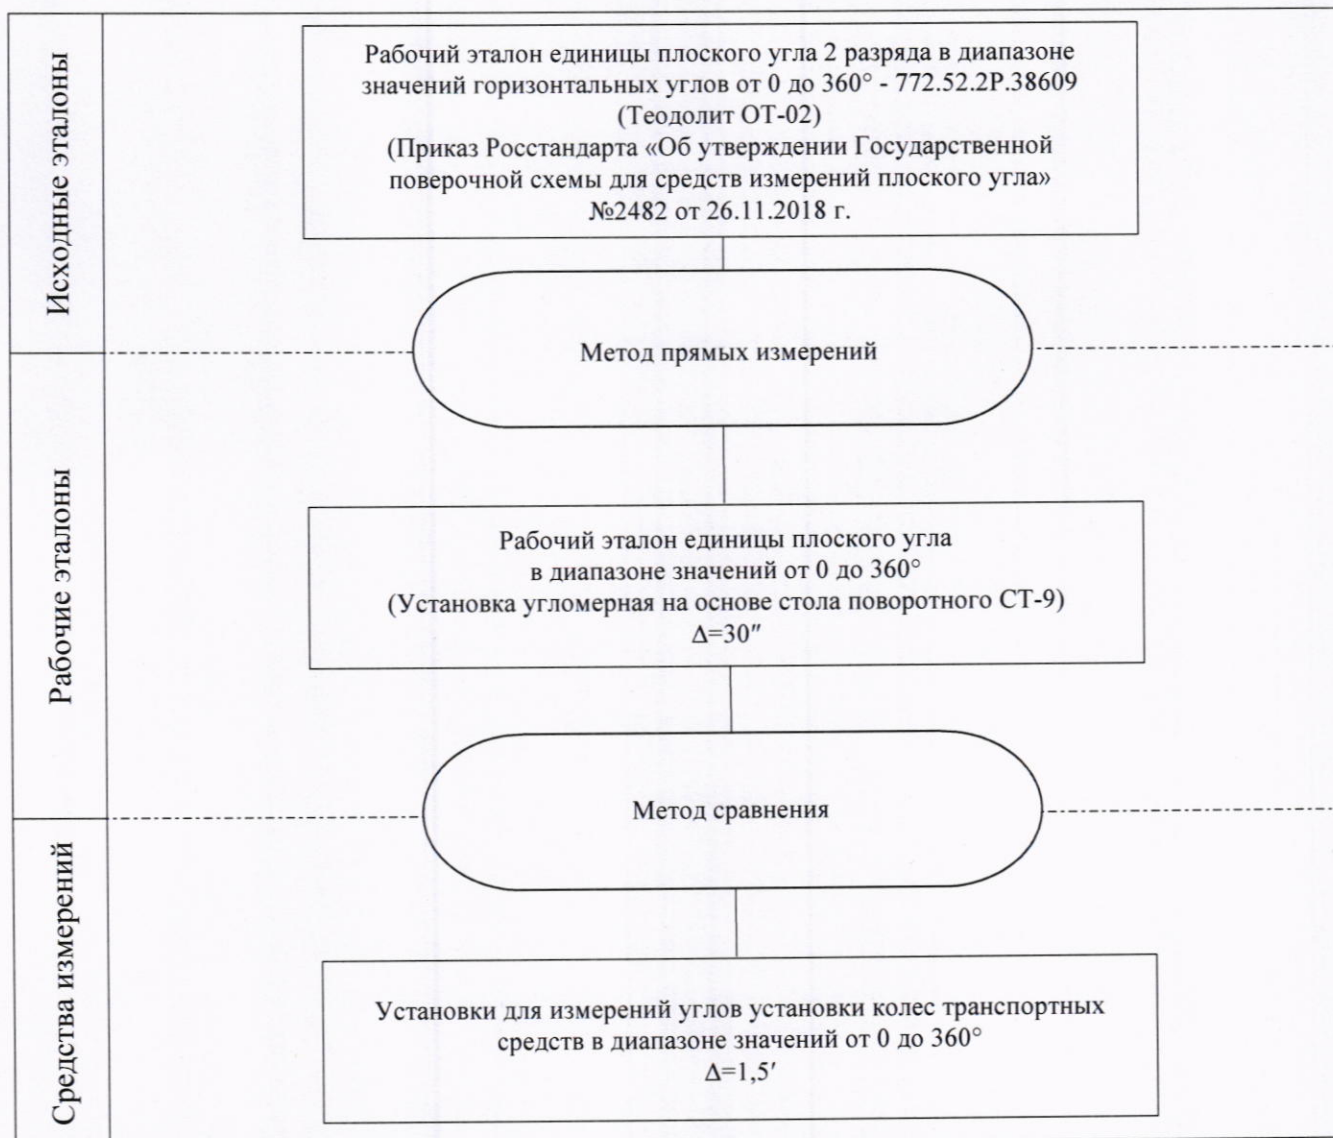 Исходные эталоны
Рабочий эталон единицы плоского угла 2 разряда в диапазоне
значений горизонтальных углов от 0 до 360° - 772.52.2Р.38609
(Теодолит ОТ-02)
(Приказ Росстандарта «Об утверждении Государственной
поверочной схемы для средств измерений плоского угла»
№2482 от 26.11.2018 г.
Метод прямых измерений
Рабочие эталоны
Рабочий эталон единицы плоского угла
в диапазоне значений от 0 до 360°
(Установка угломерная на основе стола поворотного СТ-9)
Δ=30″
Метод сравнения
Средства измерений
Установки для измерений углов установки колес транспортных
средств в диапазоне значений от 0 до 360°
Δ=1,5′